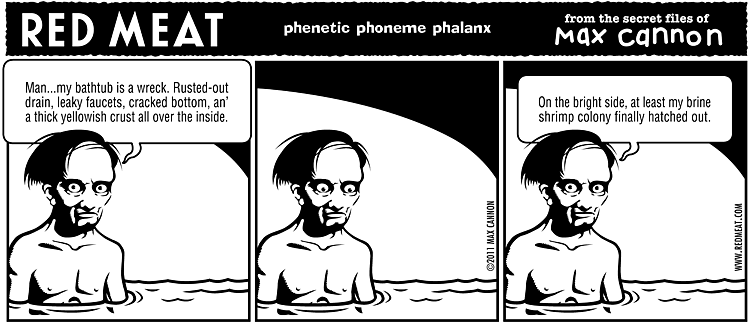 RED MEAT
phenetic phoneme phalanx
from the secret files of
Max cannon
Man...my bathtub is a wreck. Rusted-out
drain, leaky faucets, cracked bottom, an'
a thick yellowish crust all over the inside.
©2011 MAX CANNON
On the bright side, at least my brine
shrimp colony finally hatched out.
WWW.REDMEAT.COM